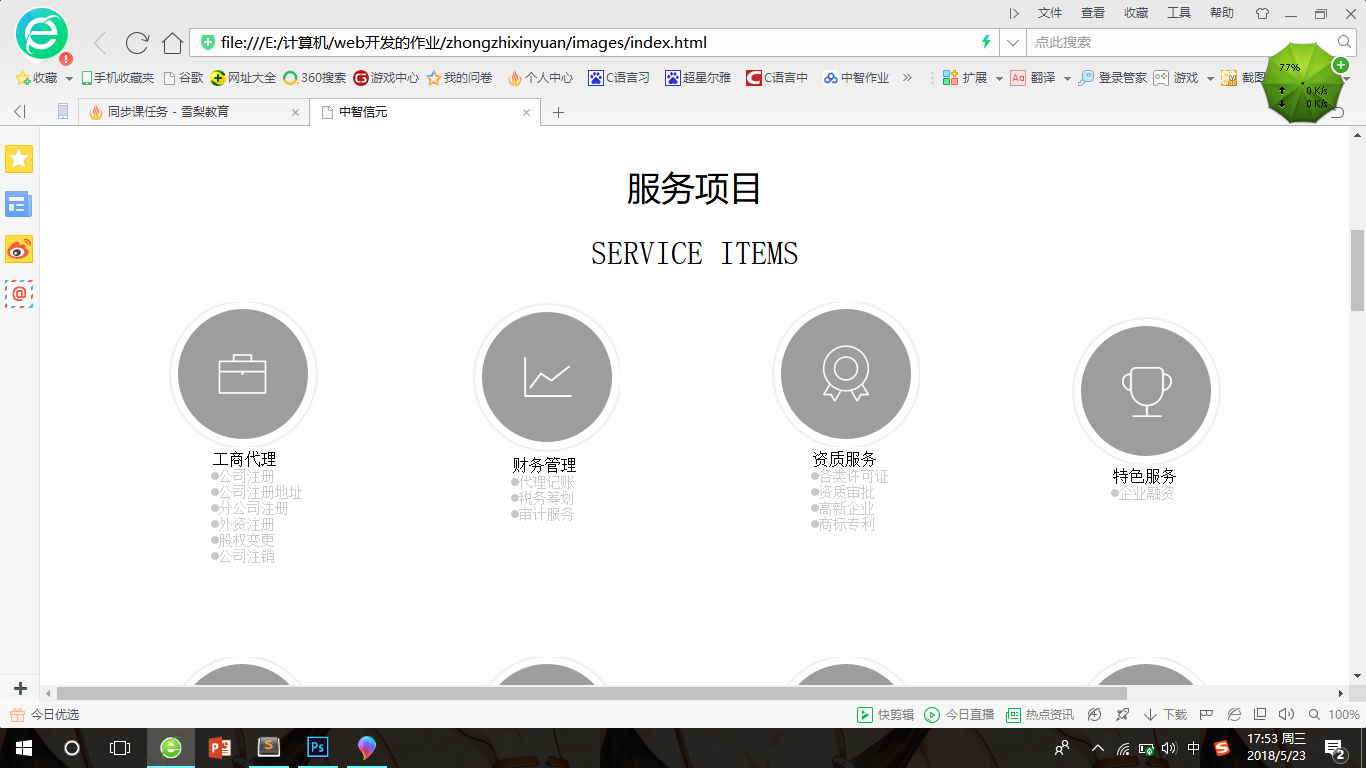 文件 查看 收藏 工具 帮助
file:///E:/计算机/web开发的作业/zhongzhixinyuan/images/index.html
点此搜索
收藏 手机收藏夹 谷歌 网址大全 360搜索 游戏中心 我的问卷 个人中心 C语言习 超星尔雅 C语言中 中智作业 » 扩展 翻译 登录管家 游戏 截图
77%
0 K/s
0 K/s
同步课任务 - 雪梨教育 × 中智信元 × +
服务项目
SERVICE ITEMS
工商代理
●公司注册
●公司注册地址
●分公司注册
●外资注册
●股权变更
●公司注销
财务管理
●代理记账
●税务筹划
●审计服务
资质服务
●各类许可证
●资质审批
●高新企业
●商标专利
特色服务
●企业融资
今日优选
快剪辑 今日直播 热点资讯 下载 100%
中
17:53 周三
2018/5/23
2